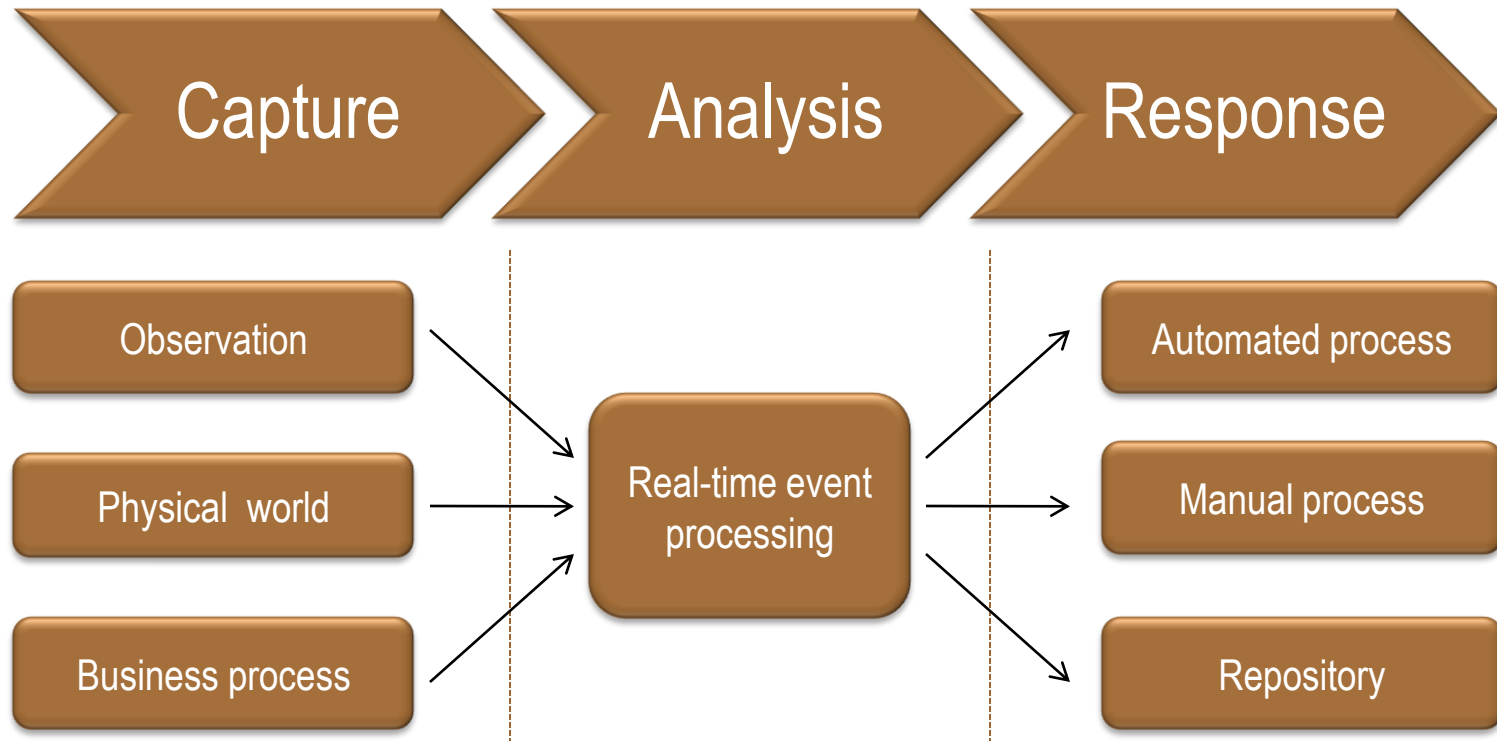 Capture
Analysis
Response
Observation
Physical world
Business process
Real-time event
processing
Automated process
Manual process
Repository